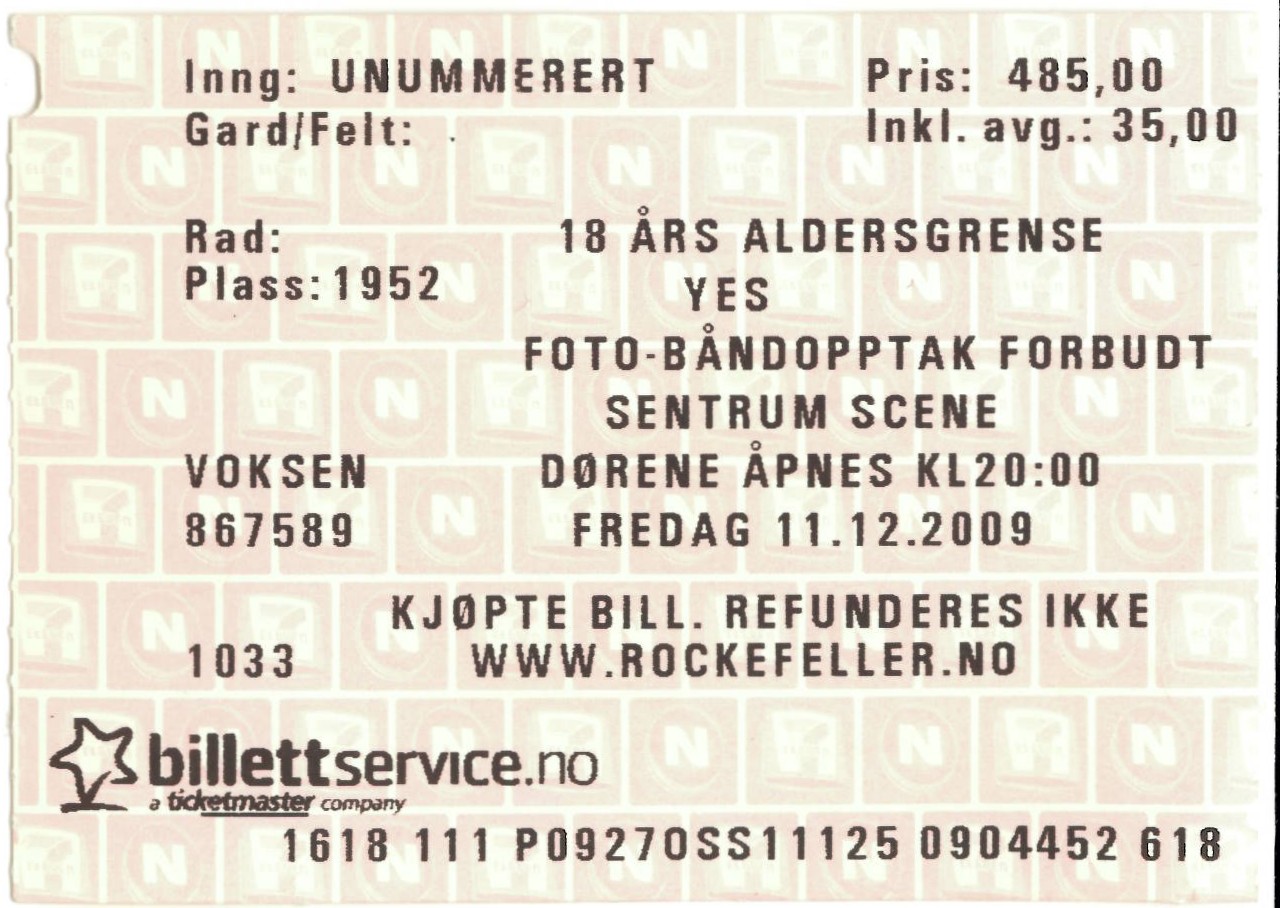 Inng: UNUMMERERT Pris: 485,00
Gard/Felt: . Inkl. avg.: 35,00
Rad: 18 ÅRS ALDERSGRENSE
Plass: 1952 YES
FOTO-BÅNDOPPTAK FORBUDT
SENTRUM SCENE
VOKSEN DØRENE ÅPNES KL20:00
867589 FREDAG 11.12.2009
KJØPTE BILL. REFUNDERES IKKE
1033 WWW.ROCKEFELLER.NO
billettservice.no
a ticketmaster company
1618 111 P09270SS11125 0904452 618